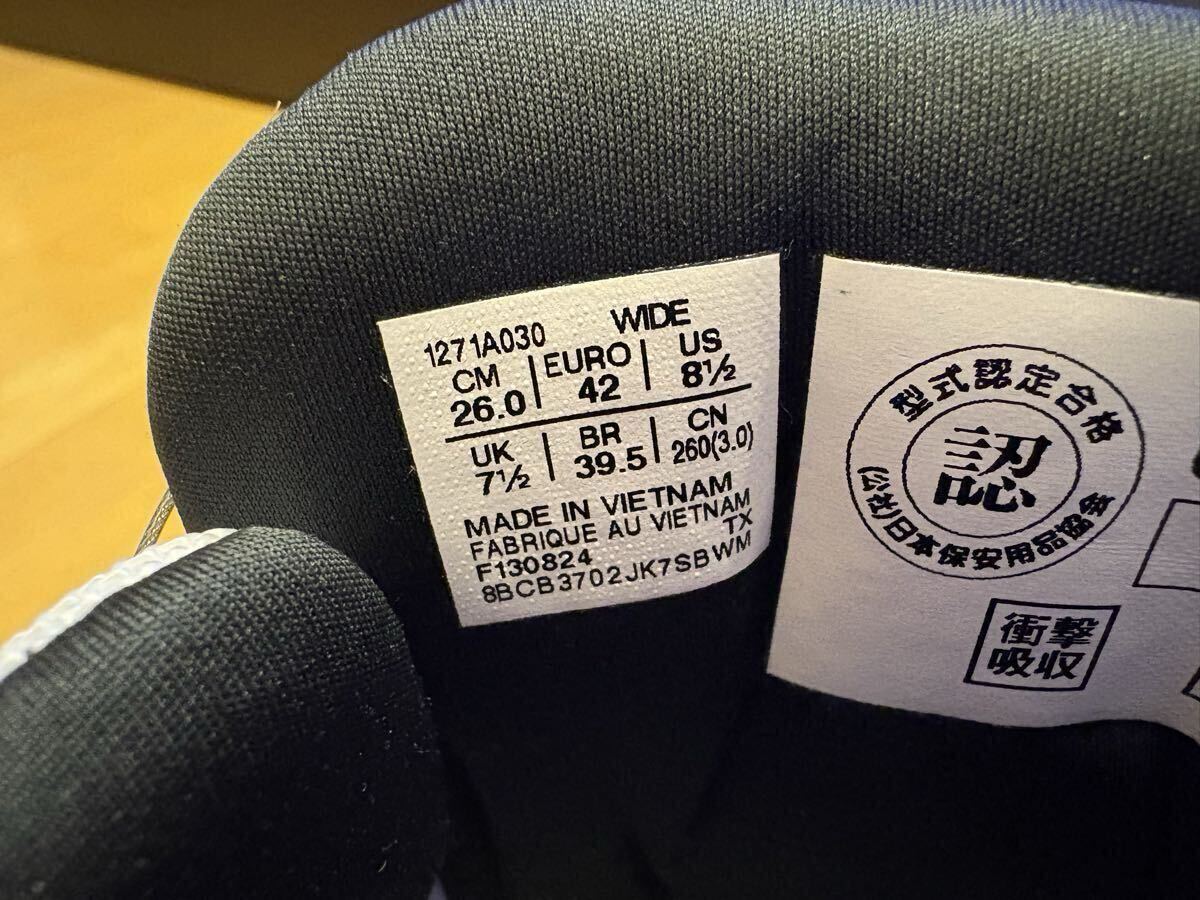 1271A030 WIDE
CM EURO US
26.0 42 8½
UK BR CN
7½ 39.5 260(3.0)
MADE IN VIETNAM
FABRIQUE AU VIETNAM
F130824 TX
8BCB3702JK7SBWM
型式認定合格
認
(社)日本保安用品協会
衝撃
吸収